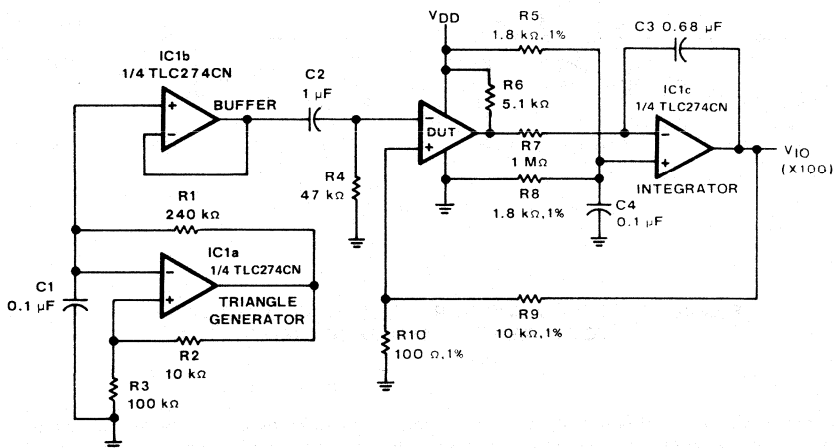 IC1b
1/4 TLC274CN
BUFFER
C2
1 µF
R4
47 kΩ
R1
240 kΩ
IC1a
1/4 TLC274CN
TRIANGLE
GENERATOR
C1
0.1 µF
R2
10 kΩ
R3
100 kΩ
VDD
R5
1.8 kΩ, 1%
R6
5.1 kΩ
DUT
R7
1 MΩ
R8
1.8 kΩ,1%
C3 0.68 µF
IC1c
1/4 TLC274CN
INTEGRATOR
C4
0.1 µF
VIO
(X100)
R9
10 kΩ,1%
R10
100 Ω,1%